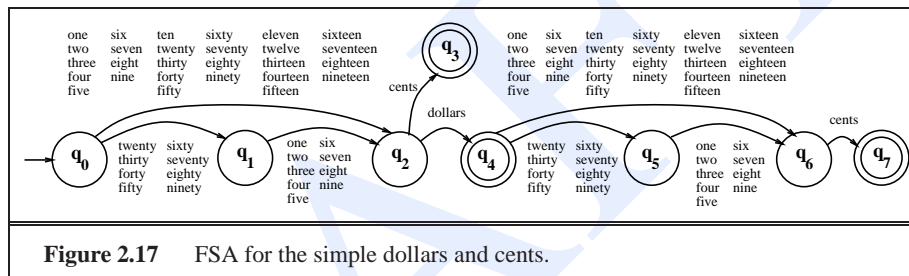 one six ten sixty eleven sixteen
two seven twenty seventy twelve seventeen
three eight thirty eighty thirteen eighteen
four nine forty ninety fourteen nineteen
five fifty fifteen
q3
one six ten sixty eleven sixteen
two seven twenty seventy twelve seventeen
three eight thirty eighty thirteen eighteen
four nine forty ninety fourteen nineteen
five fifty fifteen
cents
dollars
cents
q0
twenty sixty
thirty seventy
forty eighty
fifty ninety
q1
one six
two seven
three eight
four nine
five
q2
q4
twenty sixty
thirty seventy
forty eighty
fifty ninety
q5
one six
two seven
three eight
four nine
five
q6
q7
Figure 2.17 FSA for the simple dollars and cents.